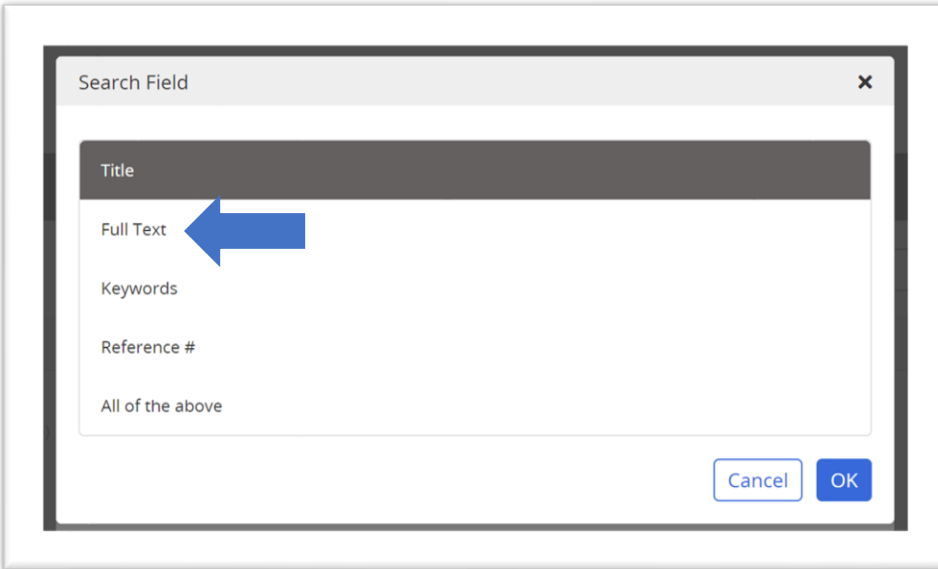 Search Field
Title
Full Text
Keywords
Reference #
All of the above
Cancel OK